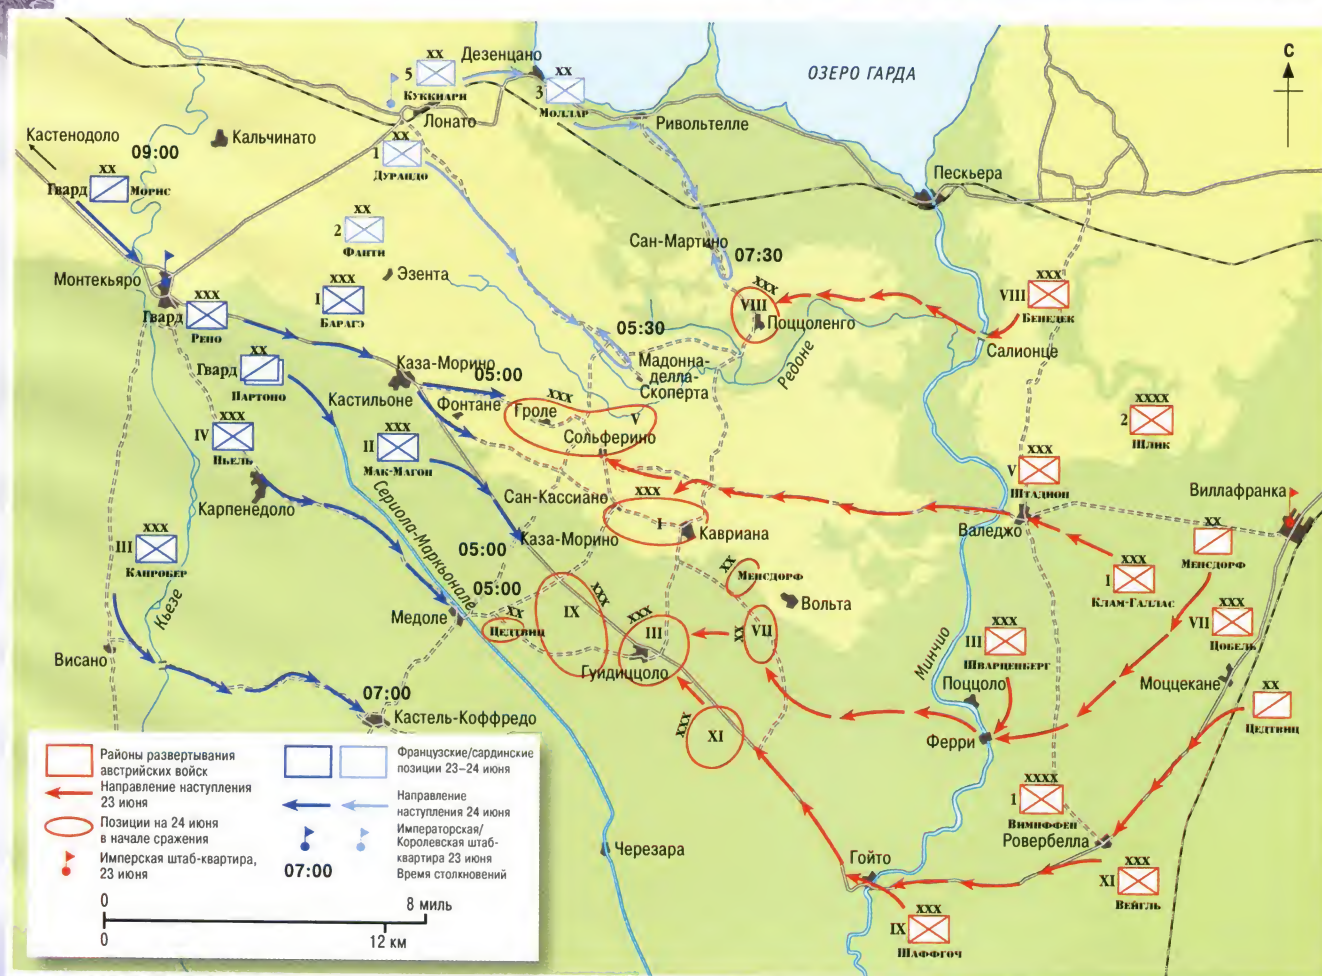 ОЗЕРО ГАРДА
С
XX
5
Куккиари
Дезенцано
XX
3
Моллар
Лонато
Ривольтелле
Кастенодоло
09:00
Кальчинато
XX
1
Дурандо
Пескьера
XX
Гвард
Морис
XX
2
Фанти
Сан-Мартино
07:30
Монтекьяро
Эзента
XXX
I
Барагэ
XXX
VIII
Поццоленго
XXX
VIII
Бенедек
XXX
Гвард
Рено
05:30
Салионце
Редоне
Мадонна-
делла-
Скоперта
XX
Гвард
Партоно
Каза-Морино
05:00
Кастильоне
Фонтане
XXX
Гроле
V
Сольферино
XXXX
2
Шлик
XXX
IV
Ньель
XXX
II
Мак-Магон
XXX
V
Штадион
Виллафранка
Карпенедоло
Сериола-Маркьонале
Сан-Кассиано
XXX
I
Кавриана
Валеджо
XX
Менсдорф
XXX
III
Канробер
05:00
Каза-Морино
05:00
XX
Менсдорф
XXX
I
Клам-Галлас
Кьезе
Медоле
XX
Цедтвиц
XXX
IX
XXX
III
XX
VII
Вольта
XXX
III
Шварценберг
XXX
VII
Цобель
Минчио
Висано
Гуидиццоло
Поццоло
Моццекане
XX
Цедтвиц
07:00
Кастель-Коффредо
XXX
XI
Ферри
XXXX
1
Вимпффен
Ровербелла
Черезара
Гойто
XXX
XI
Вейгль
XXX
IX
Шаффгоч
Районы развертывания
австрийских войск
Направление наступления
23 июня
Позиции на 24 июня
в начале сражения
Имперская штаб-квартира,
23 июня
Французские/сардинские
позиции 23–24 июня
Направление
наступления 24 июня
Императорская/
Королевская штаб-
квартира 23 июня
07:00
Время столкновений
0
8 миль
0
12 км